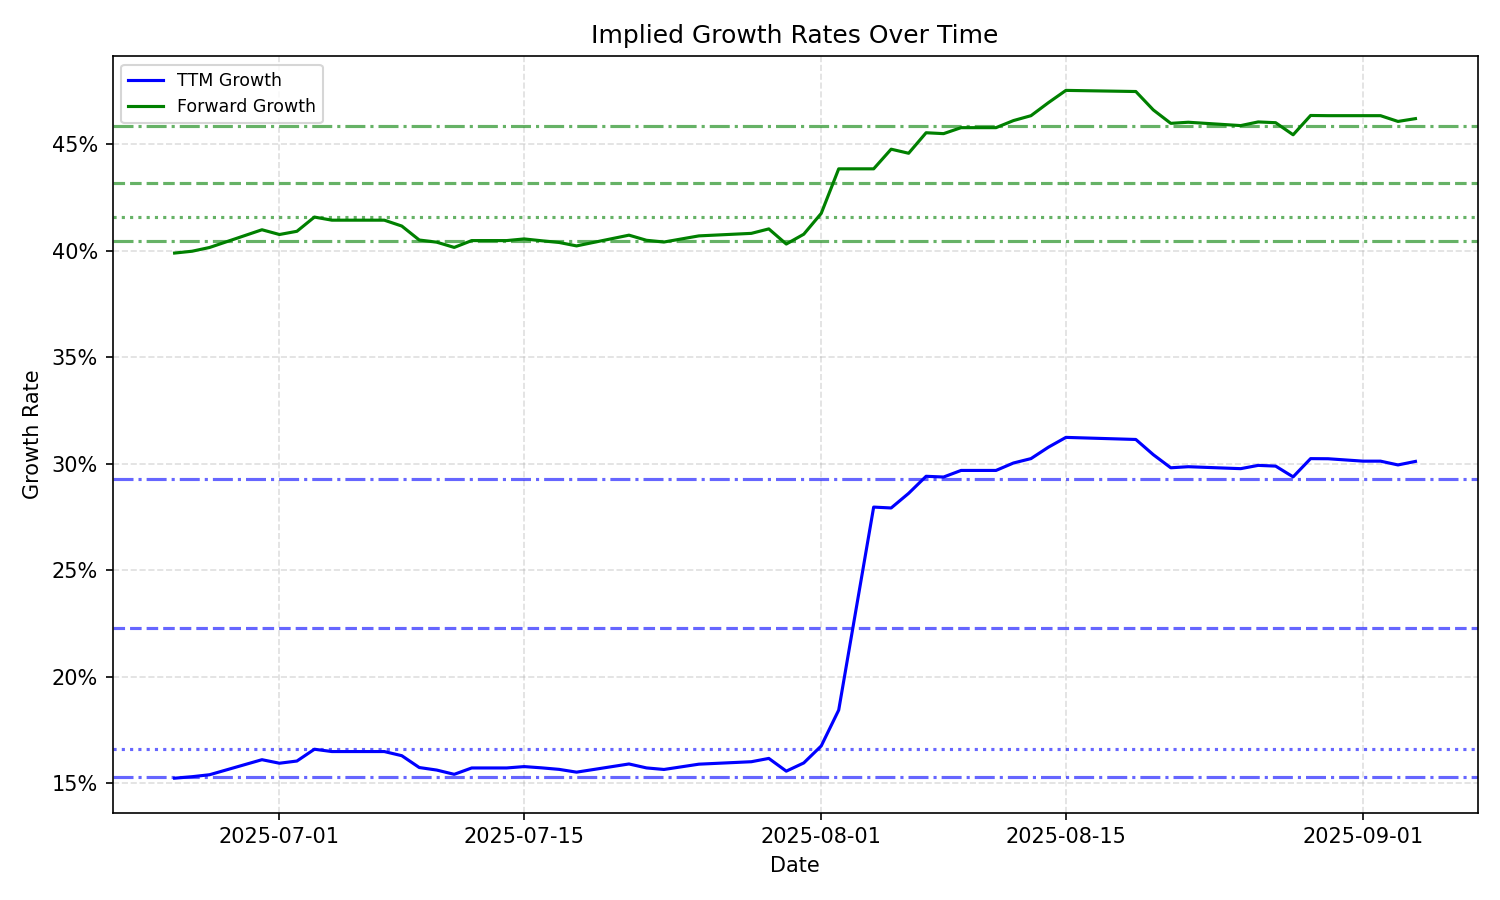 Implied Growth Rates Over Time
TTM Growth
Forward Growth
Growth Rate
45%
40%
35%
30%
25%
20%
15%
2025-07-01
2025-07-15
2025-08-01
2025-08-15
2025-09-01
Date